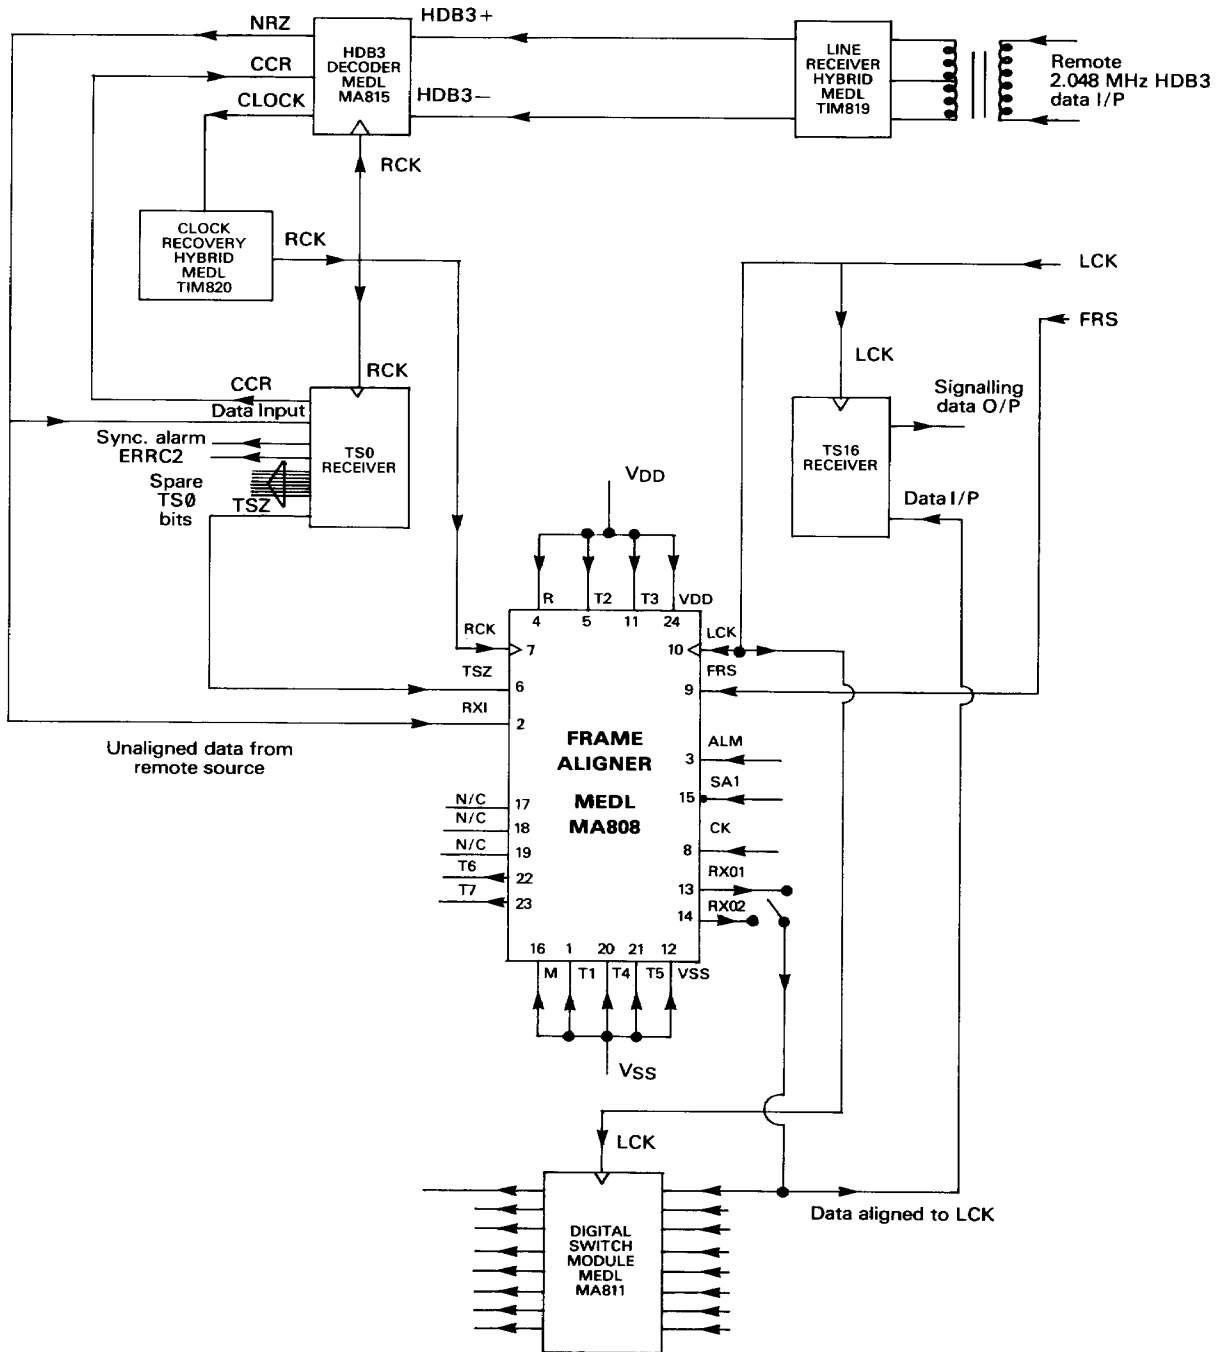 NRZ
HDB3+
HDB3
DECODER
MEDL
MA815
CCR
CLOCK
HDB3−
LINE
RECEIVER
HYBRID
MEDL
TIM819
Remote
2.048 MHz HDB3
data I/P
RCK
CLOCK
RECOVERY
HYBRID
MEDL
TIM820
RCK
LCK
FRS
LCK
RCK
CCR
Data Input
Sync. alarm
ERRC2
Spare
TS0
bits
TSZ
TS0
RECEIVER
Signalling
data O/P
TS16
RECEIVER
Data I/P
VDD
R T2 T3 VDD
4 5 11 24
RCK
7
TSZ
6
RXI
2
LCK
10
FRS
9
Unaligned data from
remote source
FRAME
ALIGNER
MEDL
MA808
ALM
3
SA1
15
CK
8
RX01
13
RX02
14
N/C
17
N/C
18
N/C
19
T6
22
T7
23
16 1 20 21 12
M T1 T4 T5 VSS
VSS
LCK
Data aligned to LCK
DIGITAL
SWITCH
MODULE
MEDL
MA811